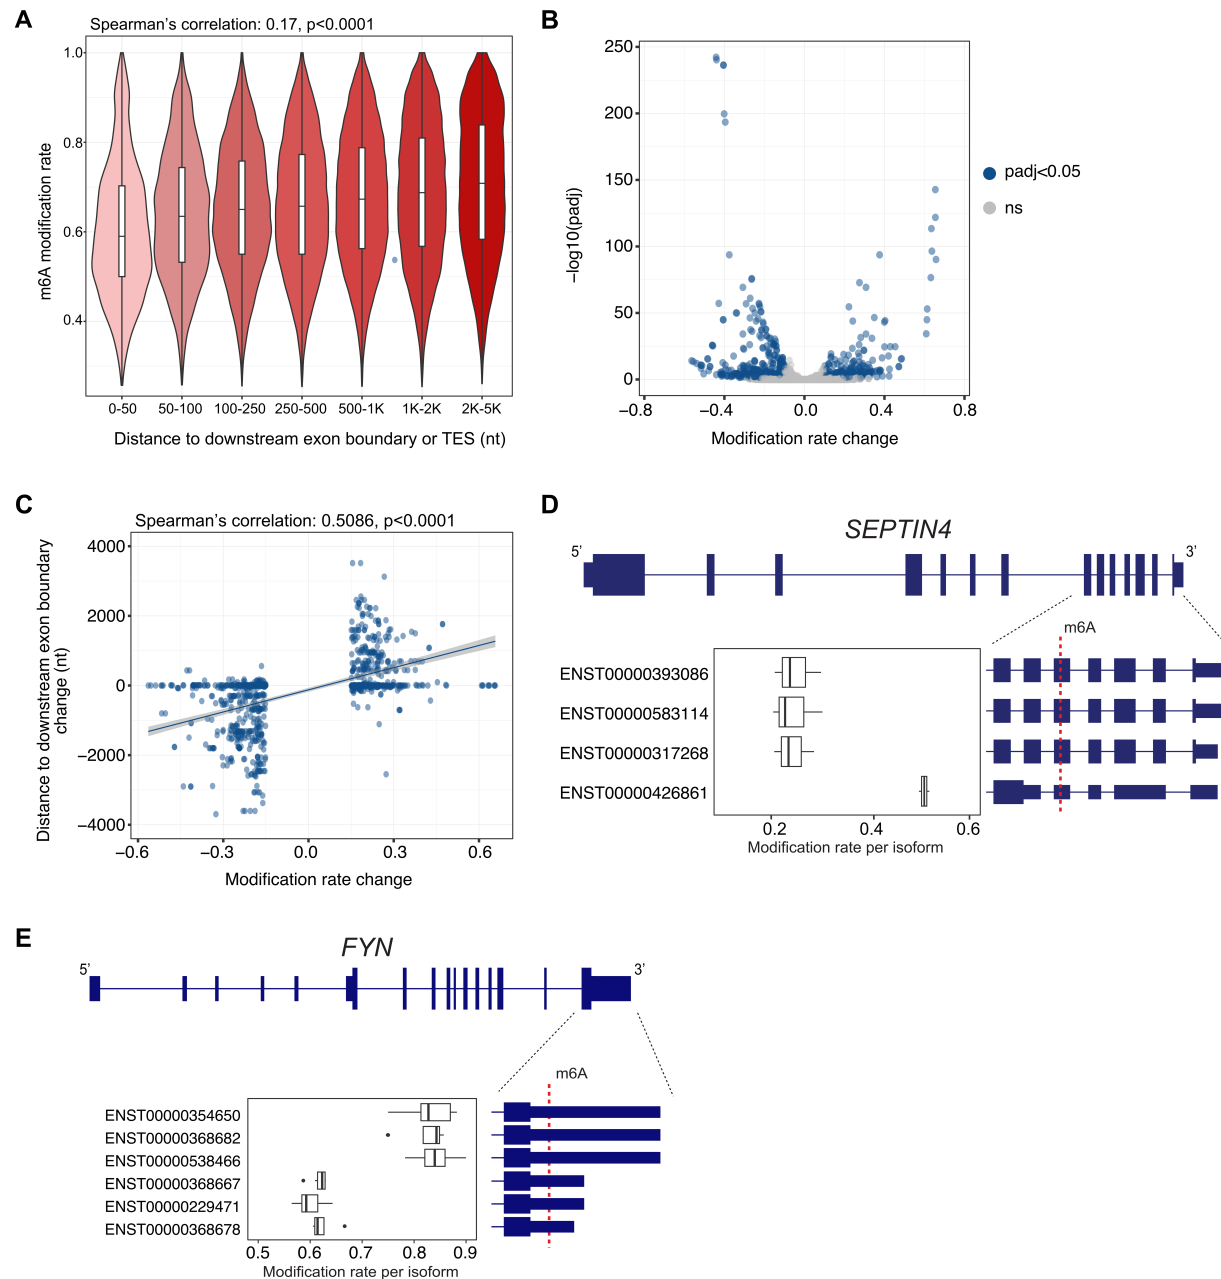 A
Spearman's correlation: 0.17, p<0.0001
m6A modification rate
1.0
0.8
0.6
0.4
0-50 50-100 100-250 250-500 500-1K 1K-2K 2K-5K
Distance to downstream exon boundary or TES (nt)
B
−log10(padj)
250
200
150
100
50
0
−0.8 −0.4 0.0 0.4 0.8
Modification rate change
padj<0.05
ns
C
Spearman's correlation: 0.5086, p<0.0001
Distance to downstream exon boundary
change (nt)
4000
2000
0
−2000
−4000
−0.6 −0.3 0.0 0.3 0.6
Modification rate change
D
SEPTIN4
5'
3'
m6A
ENST00000393086
ENST00000583114
ENST00000317268
ENST00000426861
0.2 0.4 0.6
Modification rate per isoform
E
FYN
5'
3'
m6A
ENST00000354650
ENST00000368682
ENST00000538466
ENST00000368667
ENST00000229471
ENST00000368678
0.5 0.6 0.7 0.8 0.9
Modification rate per isoform